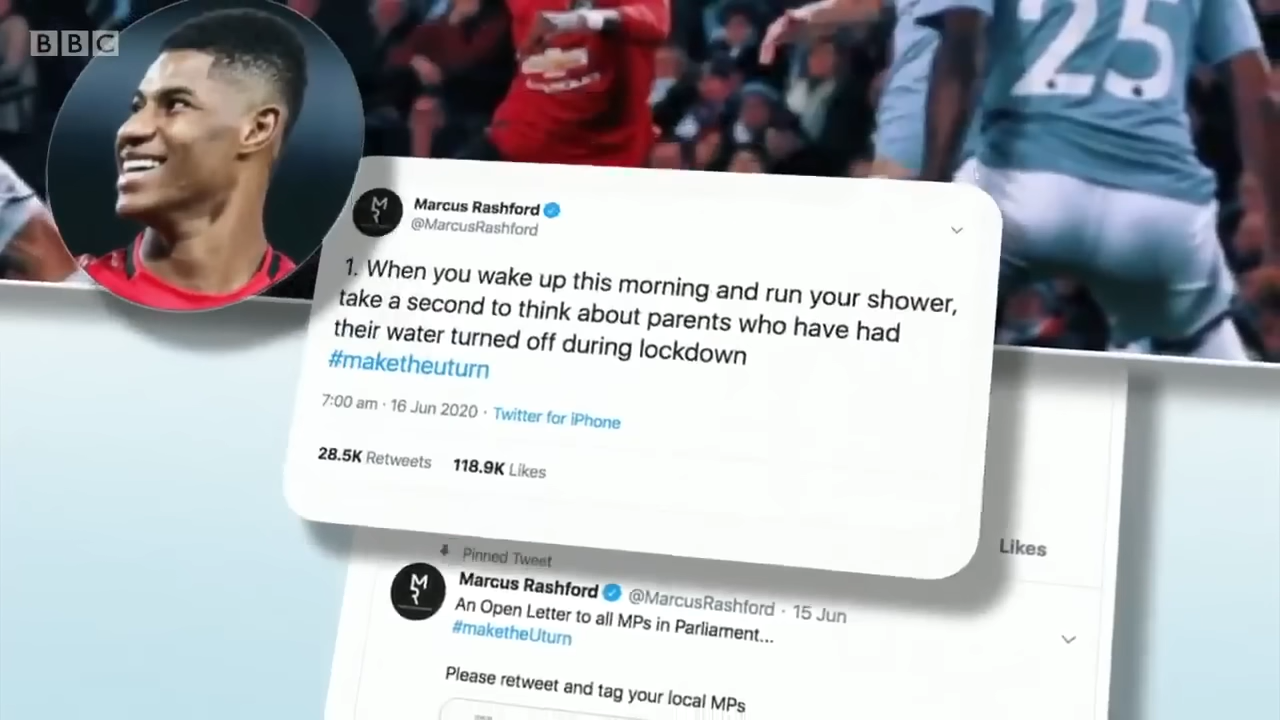 BBC
25
CHEVROLET
Marcus Rashford
@MarcusRashford
1. When you wake up this morning and run your shower,
take a second to think about parents who have had
their water turned off during lockdown
#maketheuturn
7:00 am · 16 Jun 2020 · Twitter for iPhone
28.5K Retweets 118.9K Likes
Likes
Pinned Tweet
Marcus Rashford @MarcusRashford · 15 Jun
An Open Letter to all MPs in Parliament...
#maketheUturn
Please retweet and tag your local MPs